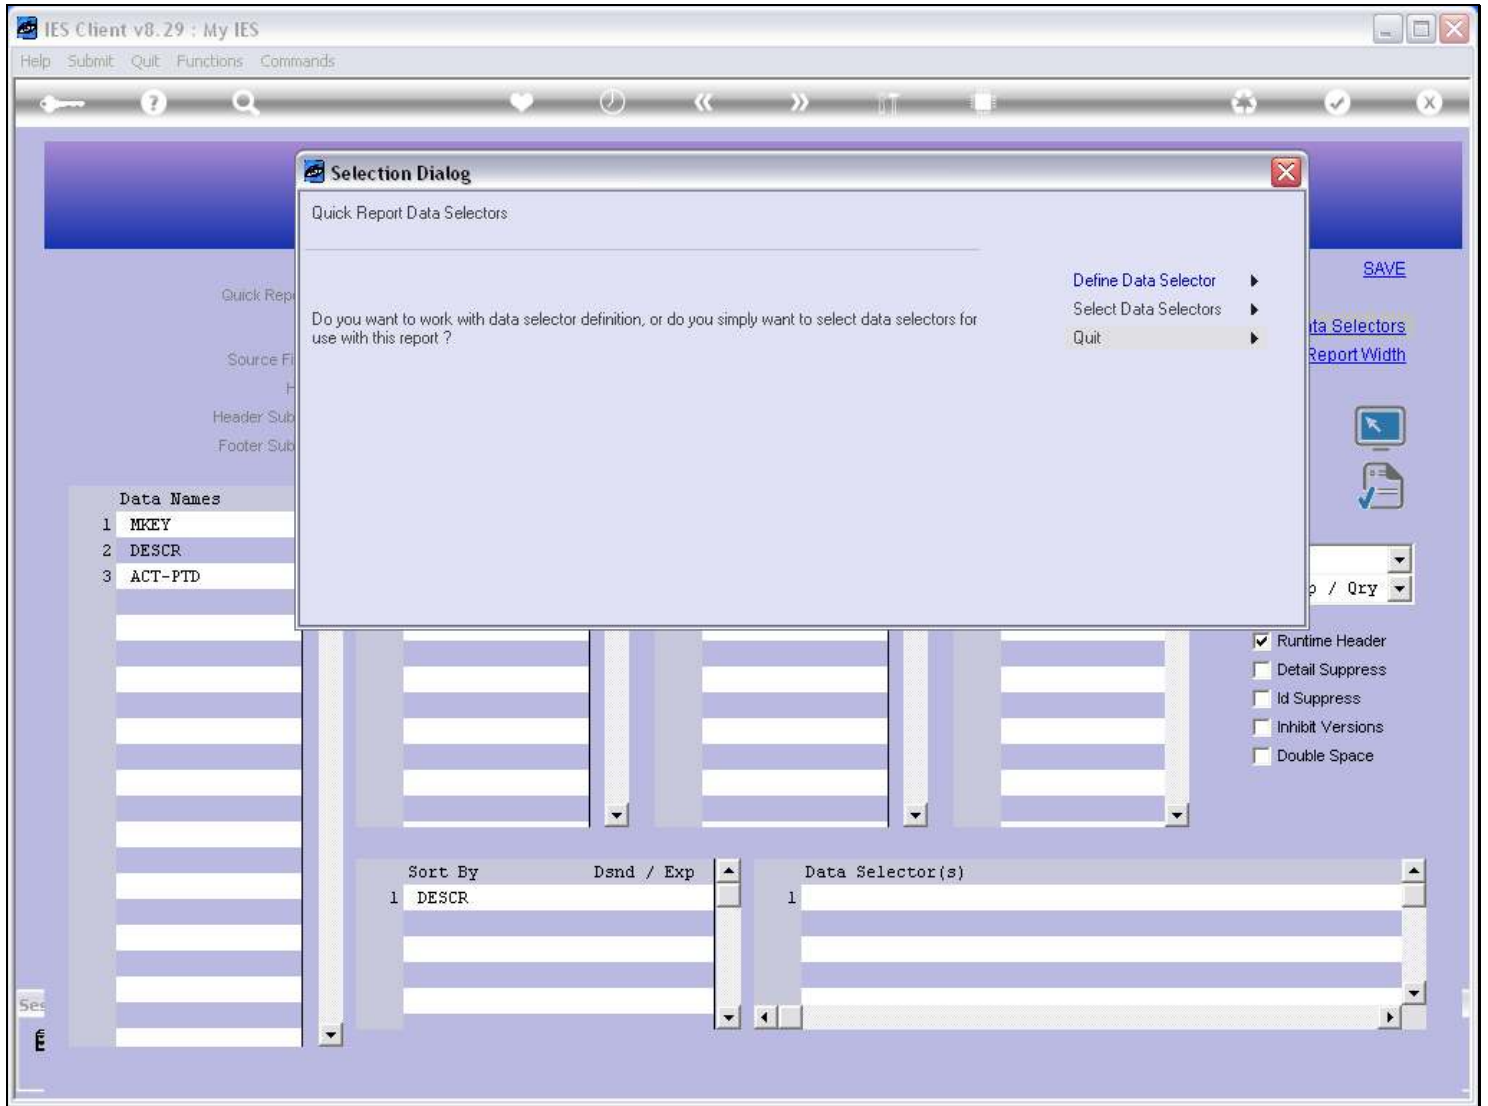 IES Client v8.29 : My IES
Help Submit Quit Functions Commands
Selection Dialog
Quick Report Data Selectors
Define Data Selector
Select Data Selectors
Quit
Do you want to work with data selector definition, or do you simply want to select data selectors for
use with this report ?
SAVE
ta Selectors
Report Width
Quick Rep
Source Fi
H
Header Sub
Footer Sub
Data Names
1 MKEY
2 DESCR
3 ACT-PTD
/ Qry
Runtime Header
Detail Suppress
Id Suppress
Inhibit Versions
Double Space
Sort By Dsnd / Exp
1 DESCR
Data Selector(s)
1
Ses